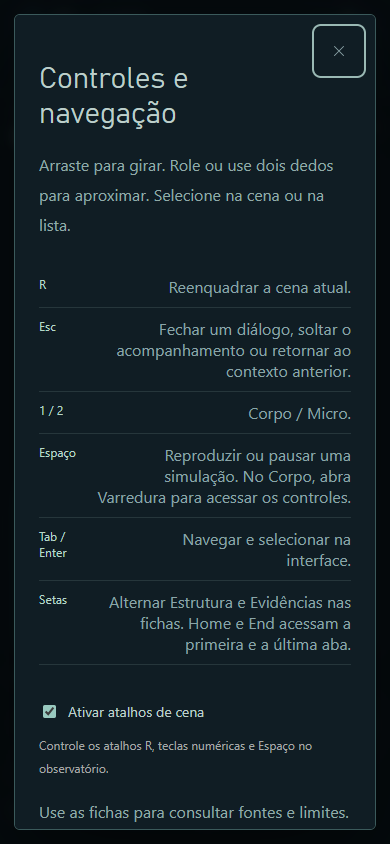 Controles e
navegação
Arraste para girar. Role ou use dois dedos
para aproximar. Selecione na cena ou na
lista.
R
Reenquadrar a cena atual.
Esc
Fechar um diálogo, soltar o
acompanhamento ou retornar ao
contexto anterior.
1 / 2
Corpo / Micro.
Espaço
Reproduzir ou pausar uma
simulação. No Corpo, abra
Varredura para acessar os controles.
Tab /
Enter
Navegar e selecionar na
interface.
Setas
Alternar Estrutura e Evidências nas
fichas. Home e End acessam a
primeira e a última aba.
Ativar atalhos de cena
Controle os atalhos R, teclas numéricas e Espaço no
observatório.
Use as fichas para consultar fontes e limites.